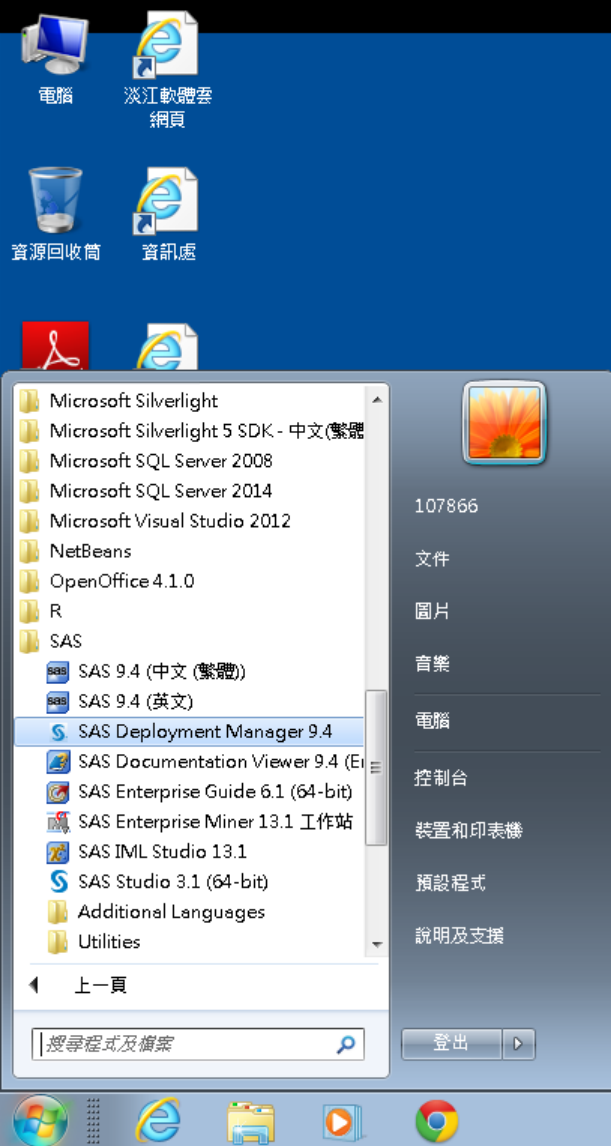 電腦
淡江軟體雲
網頁
資源回收筒
資訊處
Microsoft Silverlight
Microsoft Silverlight 5 SDK - 中文(繁體
Microsoft SQL Server 2008
Microsoft SQL Server 2014
Microsoft Visual Studio 2012
NetBeans
OpenOffice 4.1.0
R
SAS
SAS 9.4 (中文 (繁體))
SAS 9.4 (英文)
SAS Deployment Manager 9.4
SAS Documentation Viewer 9.4 (En
SAS Enterprise Guide 6.1 (64-bit)
SAS Enterprise Miner 13.1 工作站
SAS IML Studio 13.1
SAS Studio 3.1 (64-bit)
Additional Languages
Utilities
上一頁
搜尋程式及檔案
107866
文件
圖片
音樂
電腦
控制台
裝置和印表機
預設程式
說明及支援
登出